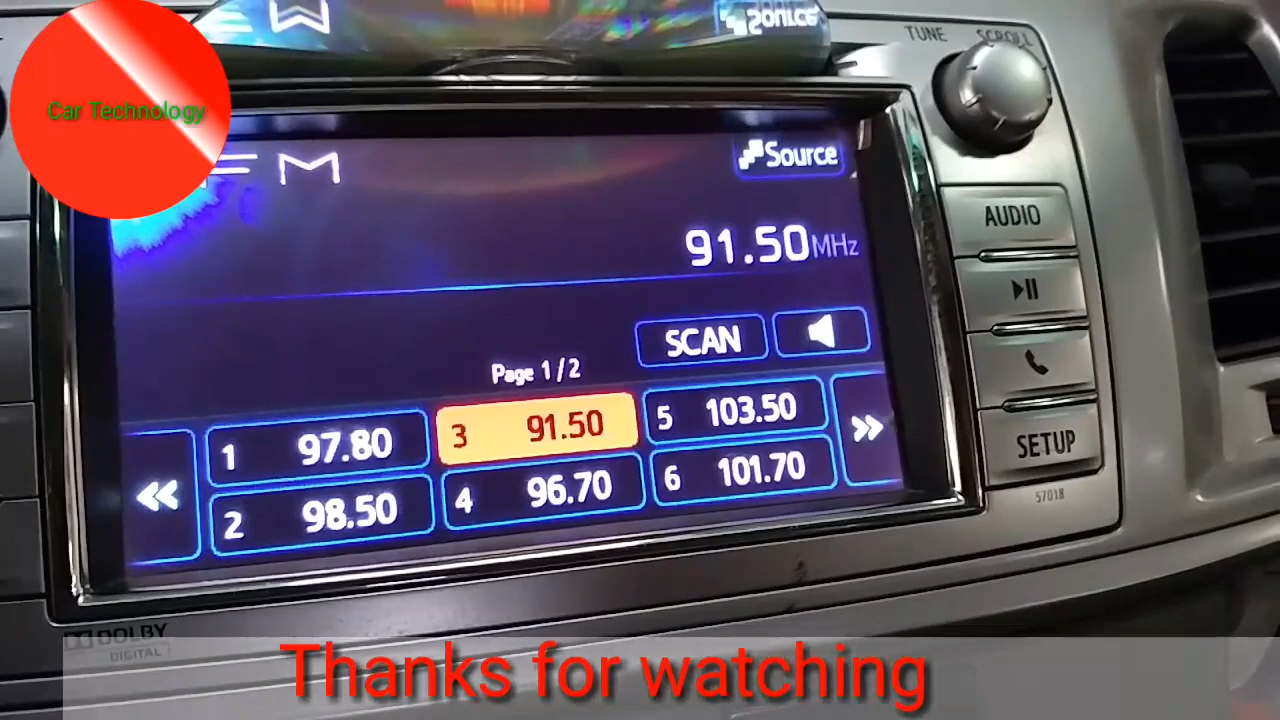 TUNE SCROLL
Car Technology
FM
Source
91.50 MHz
AUDIO
SCAN
Page 1/2
1 97.80
3 91.50
5 103.50
2 98.50
4 96.70
6 101.70
SETUP
57018
DOLBY
DIGITAL
Thanks for watching